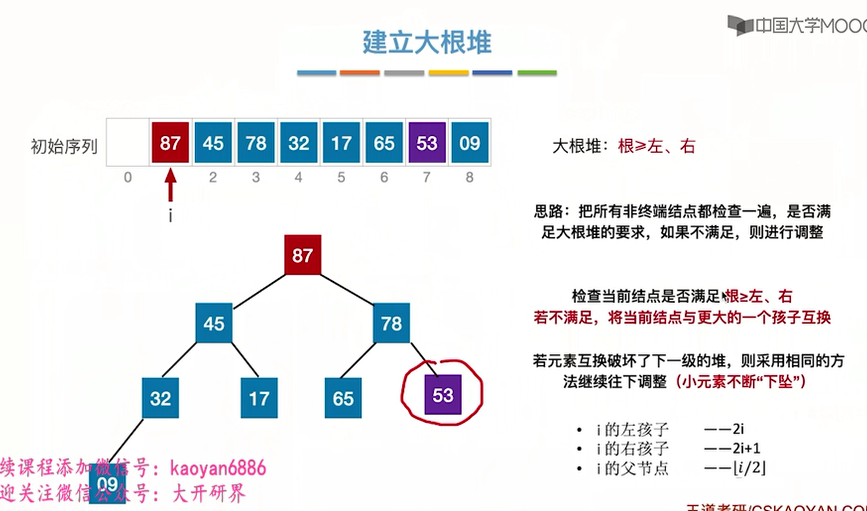 中国大学MOO
建立大根堆
初始序列
87 45 78 32 17 65 53 09
0 2 3 4 5 6 7 8
i
大根堆：根≥左、右
思路：把所有非终端结点都检查一遍，是否满
足大根堆的要求，如果不满足，则进行调整
87
45 78
32 17 65 53
09
检查当前结点是否满足 根≥左、右
若不满足，将当前结点与更大的一个孩子互换
若元素互换破坏了下一级的堆，则采用相同的方
法继续往下调整（小元素不断“下坠”）
• i 的左孩子 ——2i
• i 的右孩子 ——2i+1
• i 的父节点 ——⌊i/2⌋
续课程添加微信号：kaoyan6886
迎关注微信公众号：大开研界
王道考研/CSKAOYAN.CO